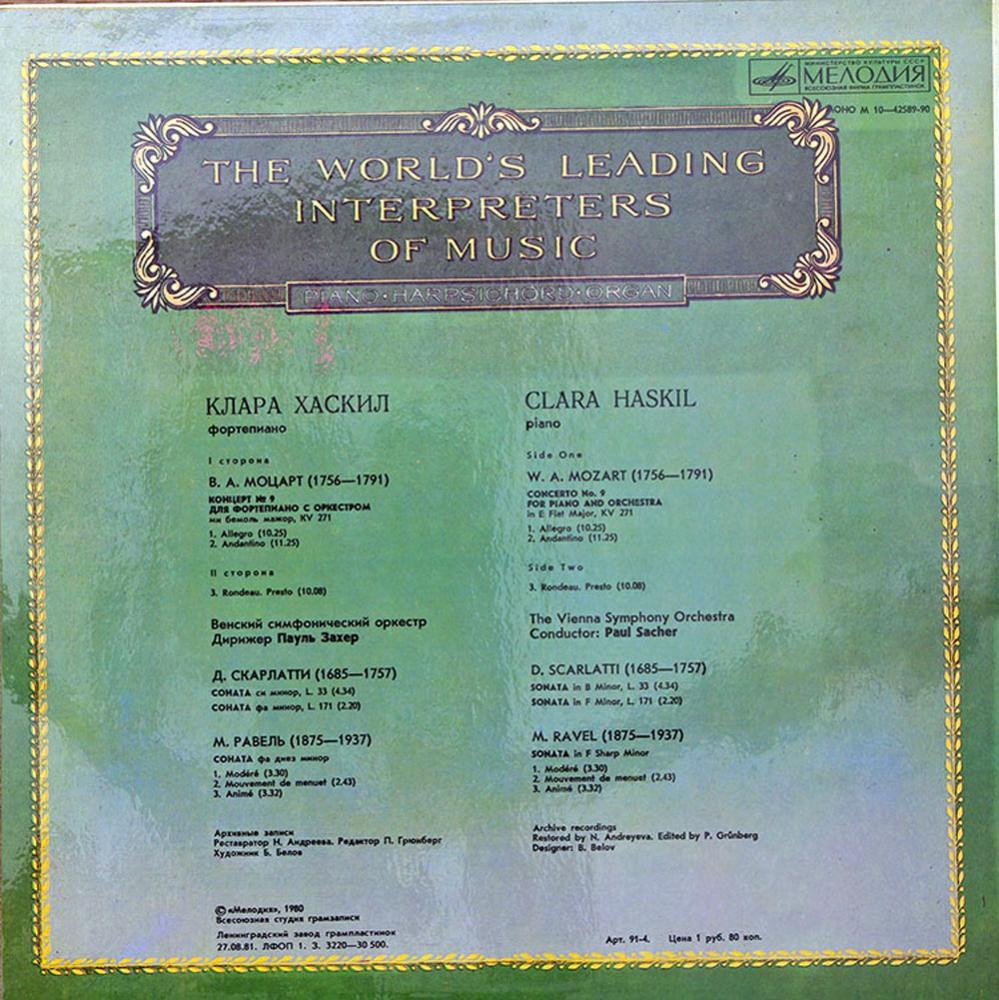 МИНИСТЕРСТВО КУЛЬТУРЫ СССР
МЕЛОДИЯ
ВСЕСОЮЗНАЯ ФИРМА ГРАМПЛАСТИНОК
МОНО М 10—42589-90
THE WORLD'S LEADING
INTERPRETERS
OF MUSIC
PIANO·HARPSICHORD·ORGAN
КЛАРА ХАСКИЛ
фортепиано
I сторона
В. А. МОЦАРТ (1756—1791)
КОНЦЕРТ № 9
ДЛЯ ФОРТЕПИАНО С ОРКЕСТРОМ
ми бемоль мажор, KV 271
1. Allegro (10.25)
2. Andantino (11.25)
II сторона
3. Rondeau. Presto (10.08)
Венский симфонический оркестр
Дирижер Пауль Захер
Д. СКАРЛАТТИ (1685—1757)
СОНАТА си минор, L. 33 (4.34)
СОНАТА фа минор, L. 171 (2.20)
М. РАВЕЛЬ (1875—1937)
СОНАТА фа диез минор
1. Modéré (3.30)
2. Mouvement de menuet (2.43)
3. Animé (3.32)
Архивные записи
Реставратор Н. Андреева. Редактор П. Грюнберг
Художник Б. Белов
© «Мелодия», 1980
Всесоюзная студия грамзаписи
Ленинградский завод грампластинок
27.08.81. ЛФОП 1. З. 3220—30 500.
CLARA HASKIL
piano
Side One
W. A. MOZART (1756—1791)
CONCERTO No. 9
FOR PIANO AND ORCHESTRA
in E Flat Major, KV 271
1. Allegro (10.25)
2. Andantino (11.25)
Side Two
3. Rondeau. Presto (10.08)
The Vienna Symphony Orchestra
Conductor: Paul Sacher
D. SCARLATTI (1685—1757)
SONATA in B Minor, L. 33 (4.34)
SONATA in F Minor, L. 171 (2.20)
M. RAVEL (1875—1937)
SONATA in F Sharp Minor
1. Modéré (3.30)
2. Mouvement de menuet (2.43)
3. Animé (3.32)
Archive recordings
Restored by N. Andreyeva. Edited by P. Grünberg
Designer: B. Belov
Арт. 91-4. Цена 1 руб. 80 коп.